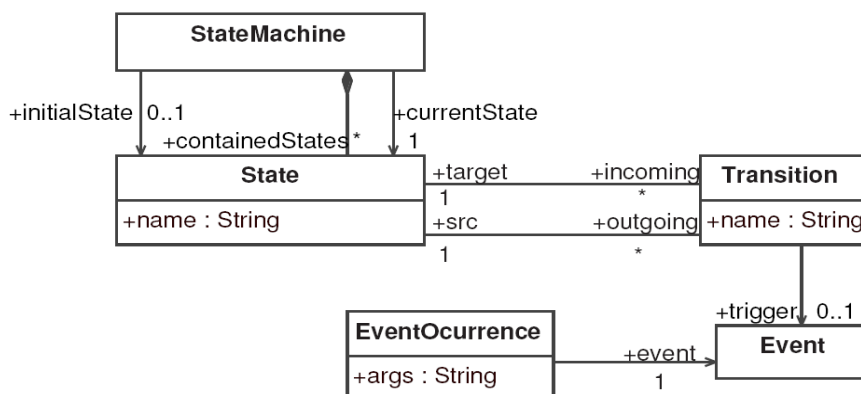 StateMachine
+initialState 0..1 +currentState
+containedStates * 1
State +target +incoming Transition
1 *
+name : String +src outgoing +name : String
1 *
+trigger 0..1
EventOcurrence +event Event
+args : String 1